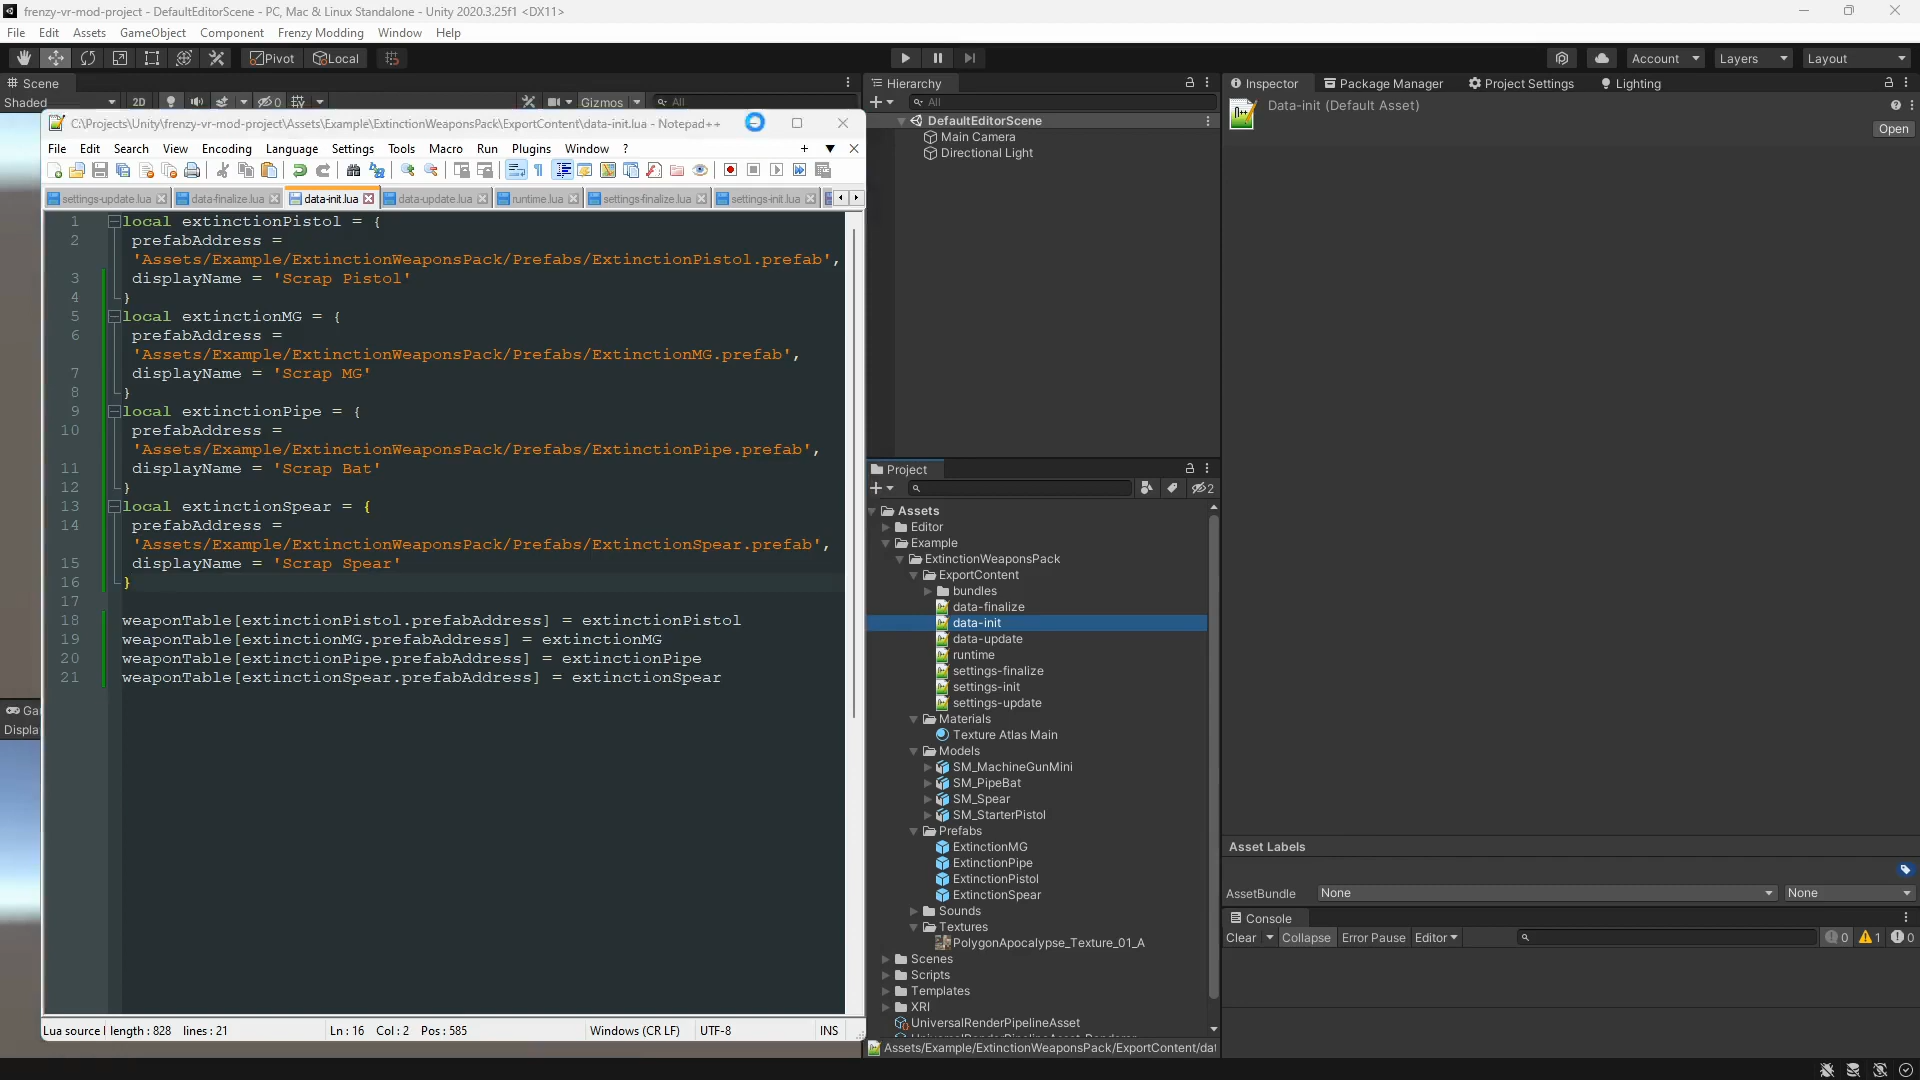 frenzy-vr-mod-project - DefaultEditorScene - PC, Mac & Linux Standalone - Unity 2020.3.25f1 <DX11>
File Edit Assets GameObject Component Frenzy Modding Window Help
Pivot Local
Account Layers Layout
Scene
Shaded 2D 0 Gizmos All
C:\Projects\Unity\frenzy-vr-mod-project\Assets\Example\ExtinctionWeaponsPack\ExportContent\data-init.lua - Notepad++
File Edit Search View Encoding Language Settings Tools Macro Run Plugins Window ? + ▼ X
settings-update.lua data-finalize.lua data-init.lua data-update.lua runtime.lua settings-finalize.lua settings-init.lua
1 local extinctionPistol = {
2 prefabAddress =
'Assets/Example/ExtinctionWeaponsPack/Prefabs/ExtinctionPistol.prefab',
3 displayName = 'Scrap Pistol'
4 }
5 local extinctionMG = {
6 prefabAddress =
'Assets/Example/ExtinctionWeaponsPack/Prefabs/ExtinctionMG.prefab',
7 displayName = 'Scrap MG'
8 }
9 local extinctionPipe = {
10 prefabAddress =
'Assets/Example/ExtinctionWeaponsPack/Prefabs/ExtinctionPipe.prefab',
11 displayName = 'Scrap Bat'
12 }
13 local extinctionSpear = {
14 prefabAddress =
'Assets/Example/ExtinctionWeaponsPack/Prefabs/ExtinctionSpear.prefab',
15 displayName = 'Scrap Spear'
16 }
17
18 weaponTable[extinctionPistol.prefabAddress] = extinctionPistol
19 weaponTable[extinctionMG.prefabAddress] = extinctionMG
20 weaponTable[extinctionPipe.prefabAddress] = extinctionPipe
21 weaponTable[extinctionSpear.prefabAddress] = extinctionSpear
Lua source l length : 828 lines : 21 Ln : 16 Col : 2 Pos : 585 Windows (CR LF) UTF-8 INS
Ga
Displa
Hierarchy
All
DefaultEditorScene
Main Camera
Directional Light
Project
2
Assets
Editor
Example
ExtinctionWeaponsPack
ExportContent
bundles
data-finalize
data-init
data-update
runtime
settings-finalize
settings-init
settings-update
Materials
Texture Atlas Main
Models
SM_MachineGunMini
SM_PipeBat
SM_Spear
SM_StarterPistol
Prefabs
ExtinctionMG
ExtinctionPipe
ExtinctionPistol
ExtinctionSpear
Sounds
Textures
PolygonApocalypse_Texture_01_A
Scenes
Scripts
Templates
XRI
UniversalRenderPipelineAsset
Assets/Example/ExtinctionWeaponsPack/ExportContent/dat
Inspector Package Manager Project Settings Lighting
Data-init (Default Asset)
Open
Asset Labels
AssetBundle None None
Console
Clear Collapse Error Pause Editor 0 1 0